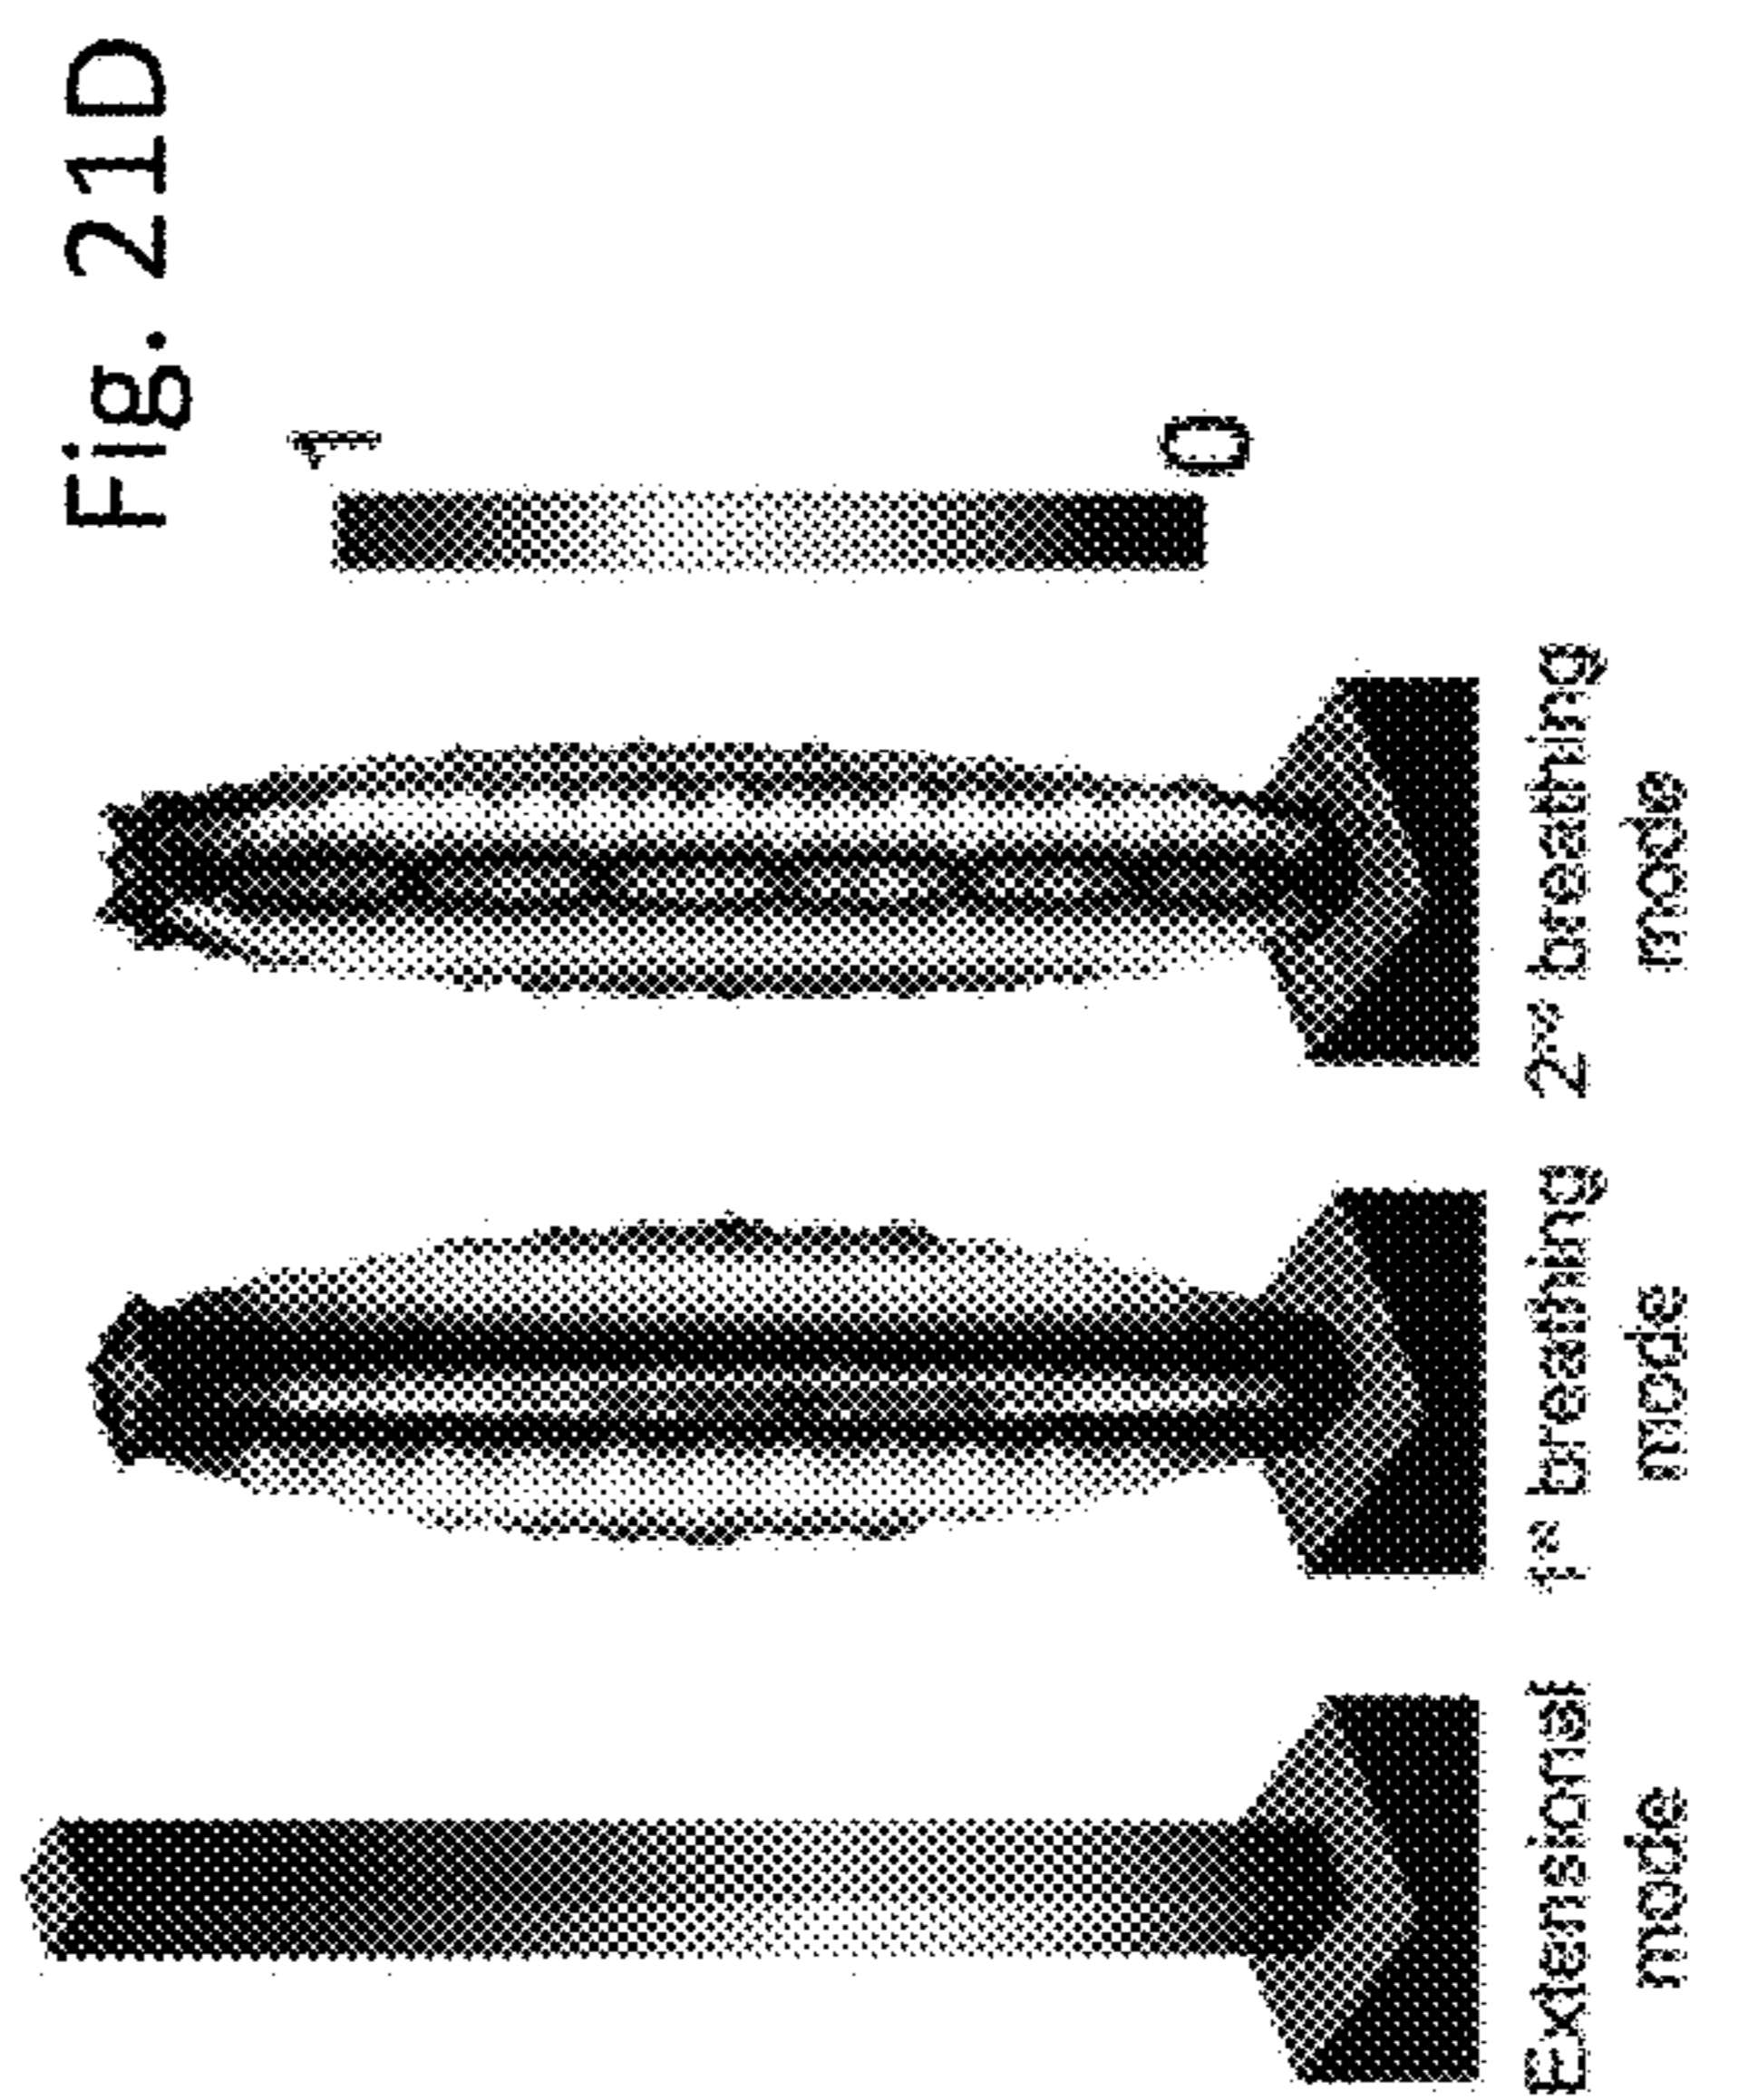 Fig. 21D
1
0
Extensional
mode
1st breathing
mode
2nd breathing
mode